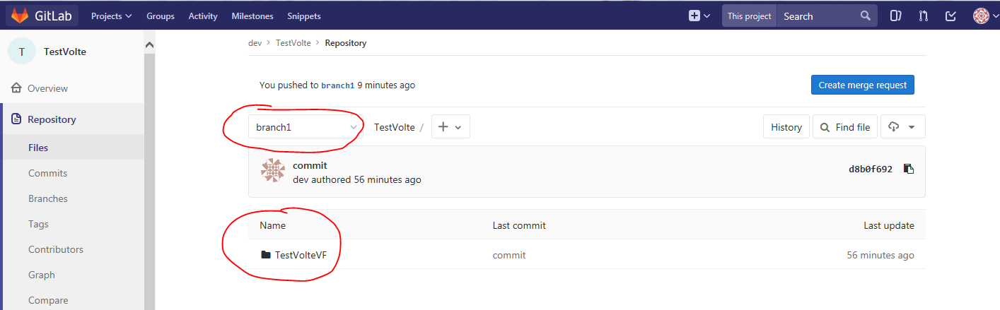 GitLab Projects Groups Activity Milestones Snippets This project Search
T TestVolte
dev > TestVolte > Repository
Overview
You pushed to branch1 9 minutes ago Create merge request
Repository
branch1 TestVolte / + History Find file
Files
commit
dev authored 56 minutes ago
d8b0f692
Commits
Branches
Tags
Name Last commit Last update
Contributors
TestVolteVF commit 56 minutes ago
Graph
Compare